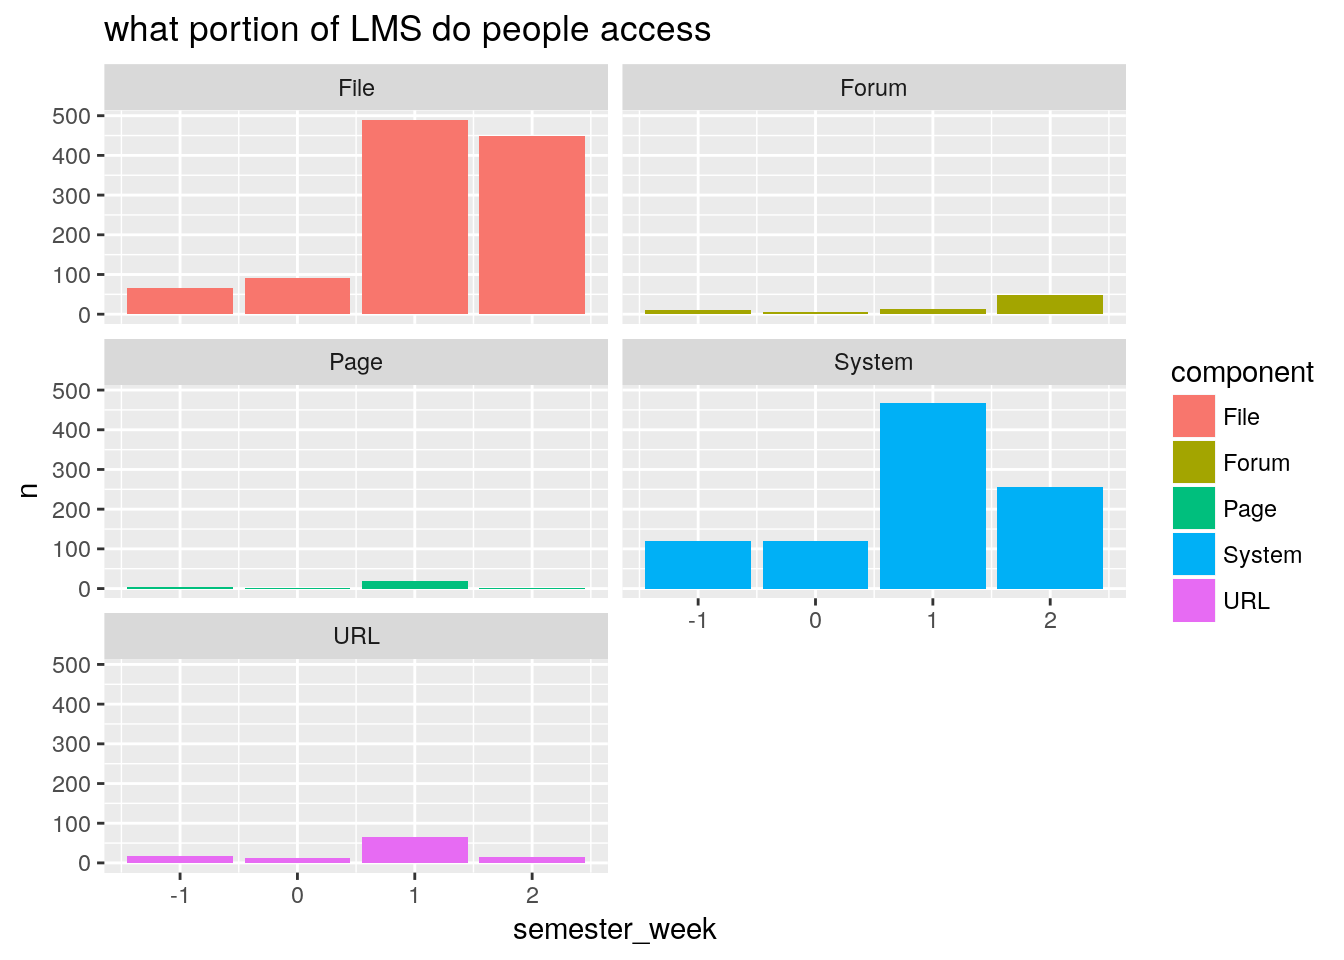 what portion of LMS do people access
File
Forum
500
400
300
200
100
0
Page
System
500
400
300
200
100
0
-1 0 1 2
URL
500
400
300
200
100
0
-1 0 1 2
n
semester_week
component
File
Forum
Page
System
URL